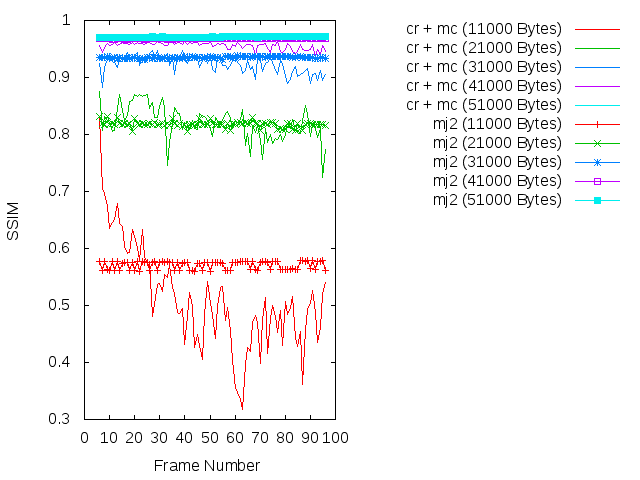 1
0.9
0.8
0.7
0.6
0.5
0.4
0.3
SSIM
0 10 20 30 40 50 60 70 80 90 100
Frame Number
cr + mc (11000 Bytes)
cr + mc (21000 Bytes)
cr + mc (31000 Bytes)
cr + mc (41000 Bytes)
cr + mc (51000 Bytes)
mj2 (11000 Bytes)
mj2 (21000 Bytes)
mj2 (31000 Bytes)
mj2 (41000 Bytes)
mj2 (51000 Bytes)